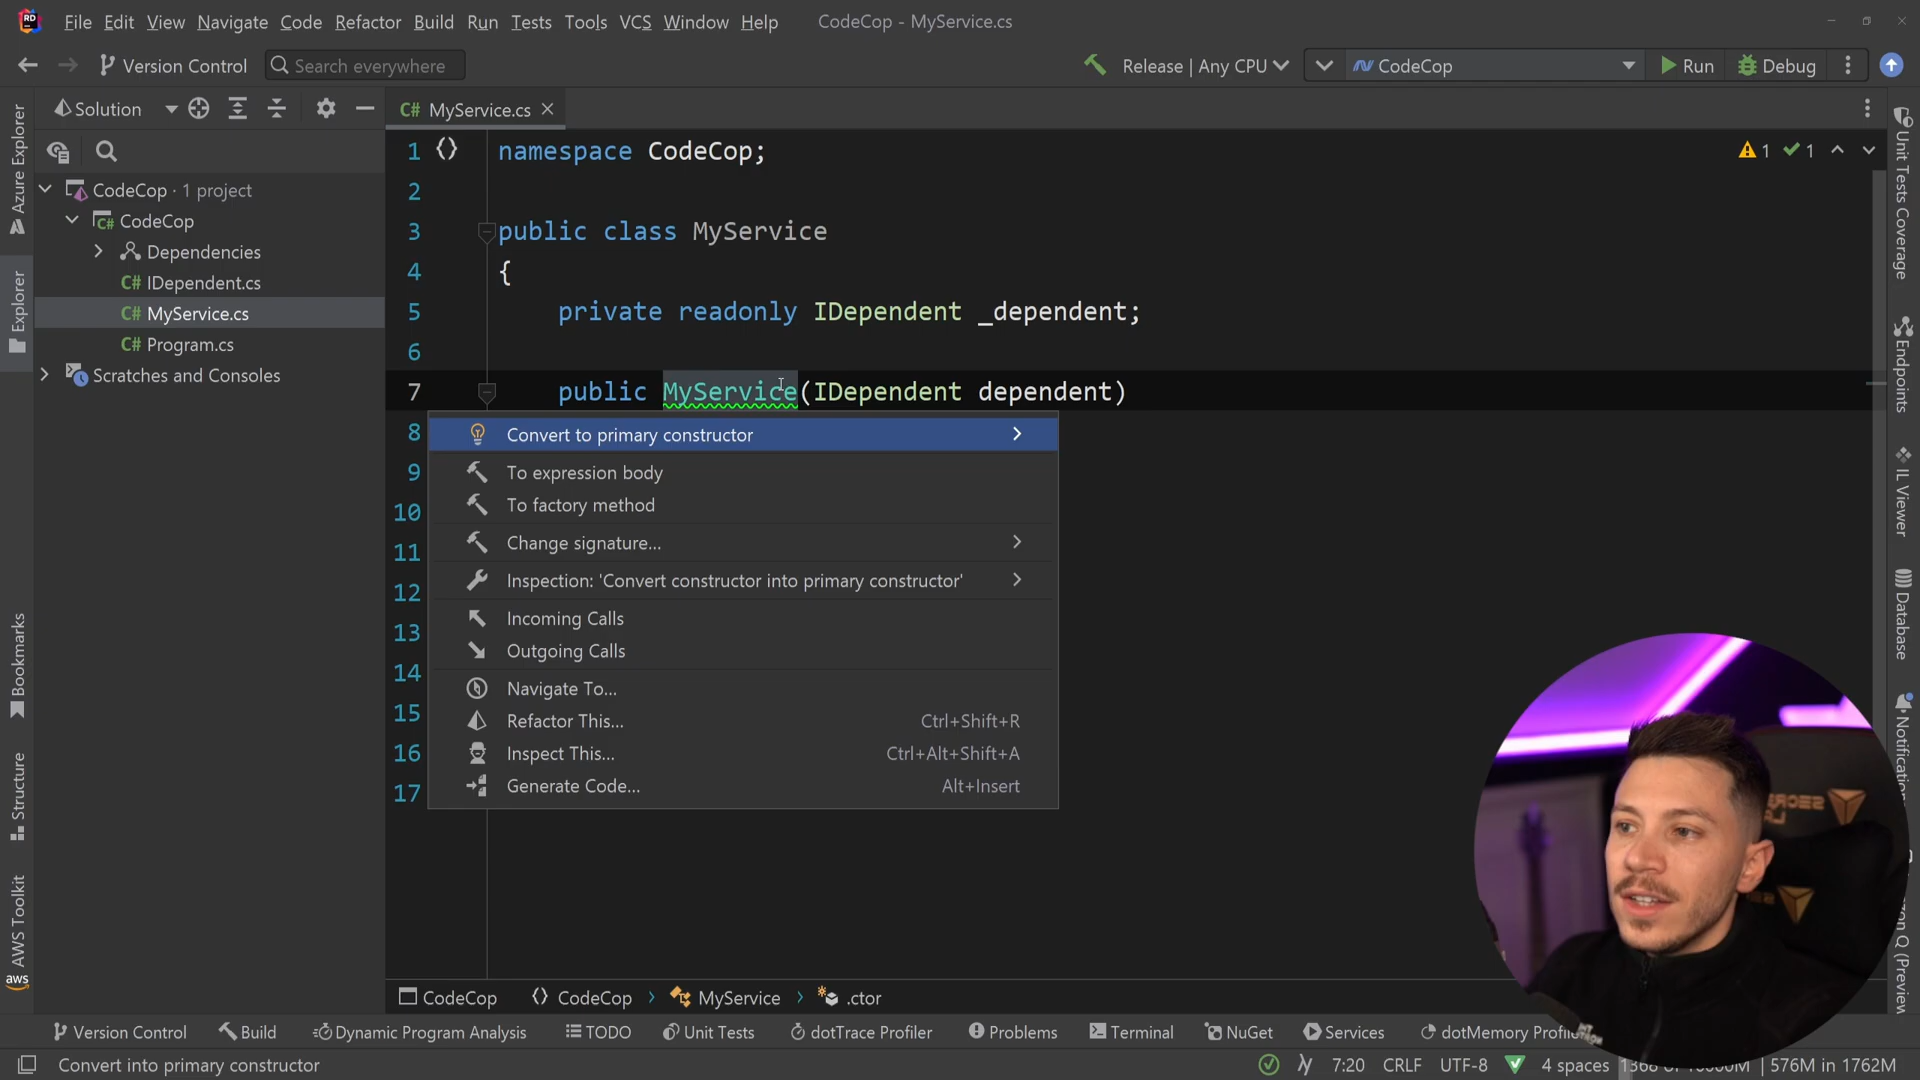 File Edit View Navigate Code Refactor Build Run Tests Tools VCS Window Help CodeCop - MyService.cs
Version Control Search everywhere Release | Any CPU CodeCop Run Debug
Solution
C# MyService.cs
CodeCop · 1 project
C# CodeCop
Dependencies
C# IDependent.cs
C# MyService.cs
C# Program.cs
Scratches and Consoles
Azure Explorer
Explorer
Bookmarks
Structure
AWS Toolkit
aws
1 namespace CodeCop;
1 1
2
3 public class MyService
4 {
5 private readonly IDependent _dependent;
6
7 public MyService(IDependent dependent)
8
9
10
11
12
13
14
15
16
17
Convert to primary constructor
To expression body
To factory method
Change signature...
Inspection: 'Convert constructor into primary constructor'
Incoming Calls
Outgoing Calls
Navigate To...
Refactor This... Ctrl+Shift+R
Inspect This... Ctrl+Alt+Shift+A
Generate Code... Alt+Insert
Unit Tests Coverage
Endpoints
IL Viewer
Database
CodeCop CodeCop MyService .ctor
Version Control Build Dynamic Program Analysis TODO Unit Tests dotTrace Profiler Problems Terminal NuGet Services dotMemory
Convert into primary constructor 7:20 CRLF UTF-8 4 spaces 576M in 1762M